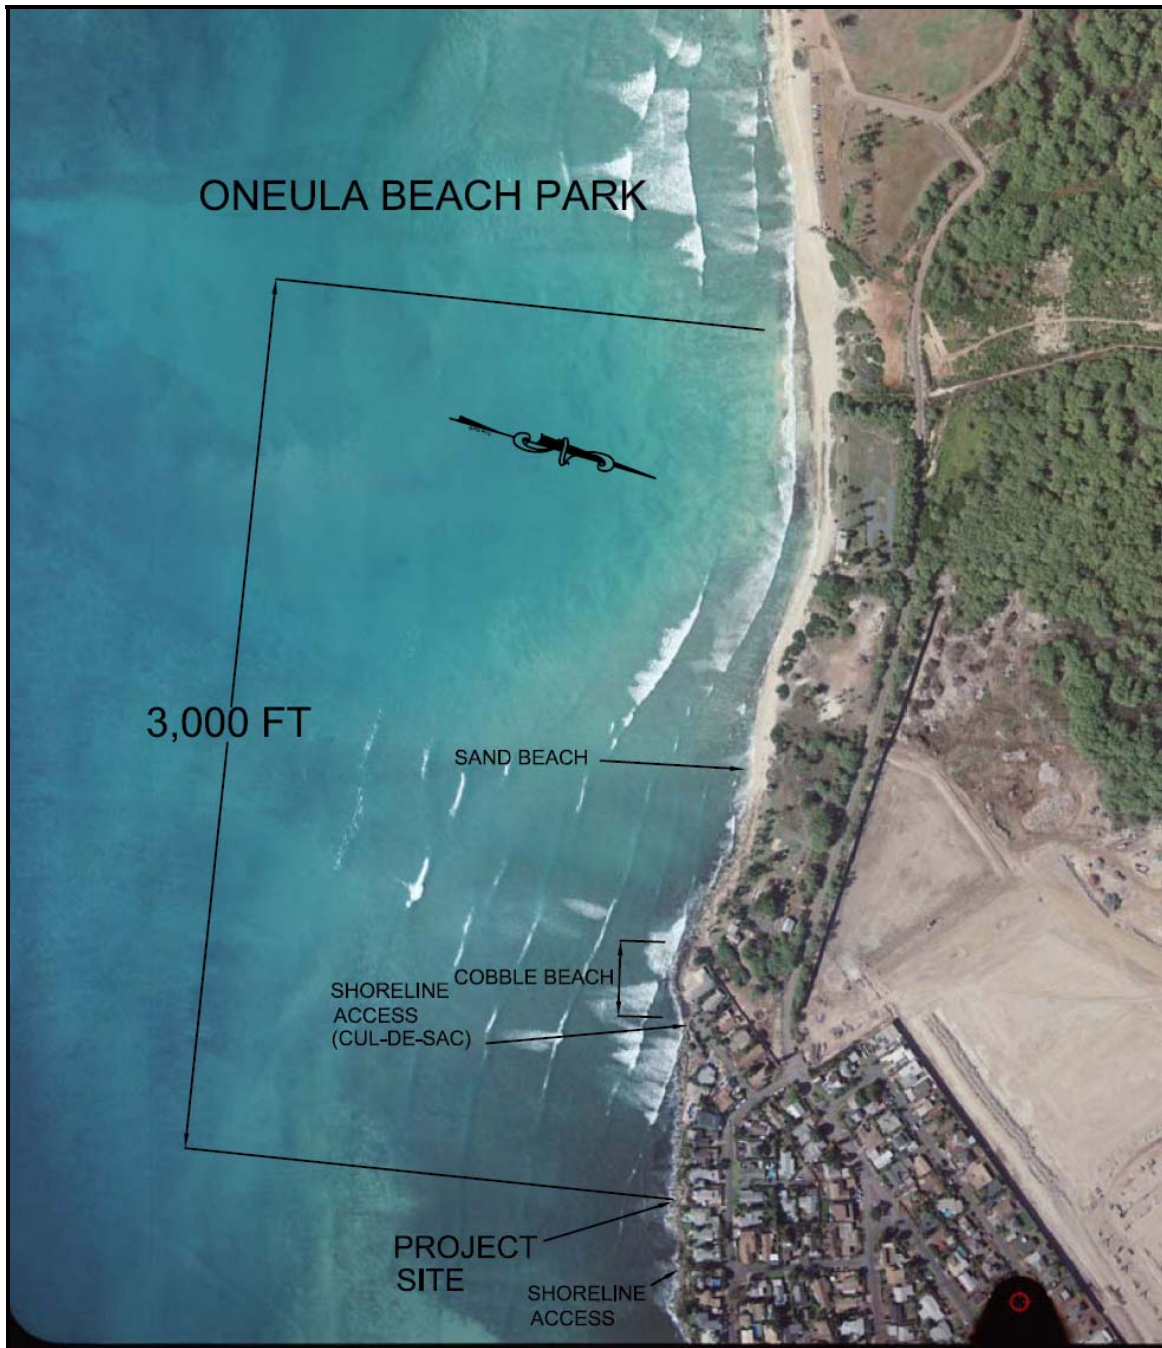 ONEULA BEACH PARK
3,000 FT
SAND BEACH
COBBLE BEACH
SHORELINE
ACCESS
(CUL-DE-SAC)
PROJECT
SITE
SHORELINE
ACCESS